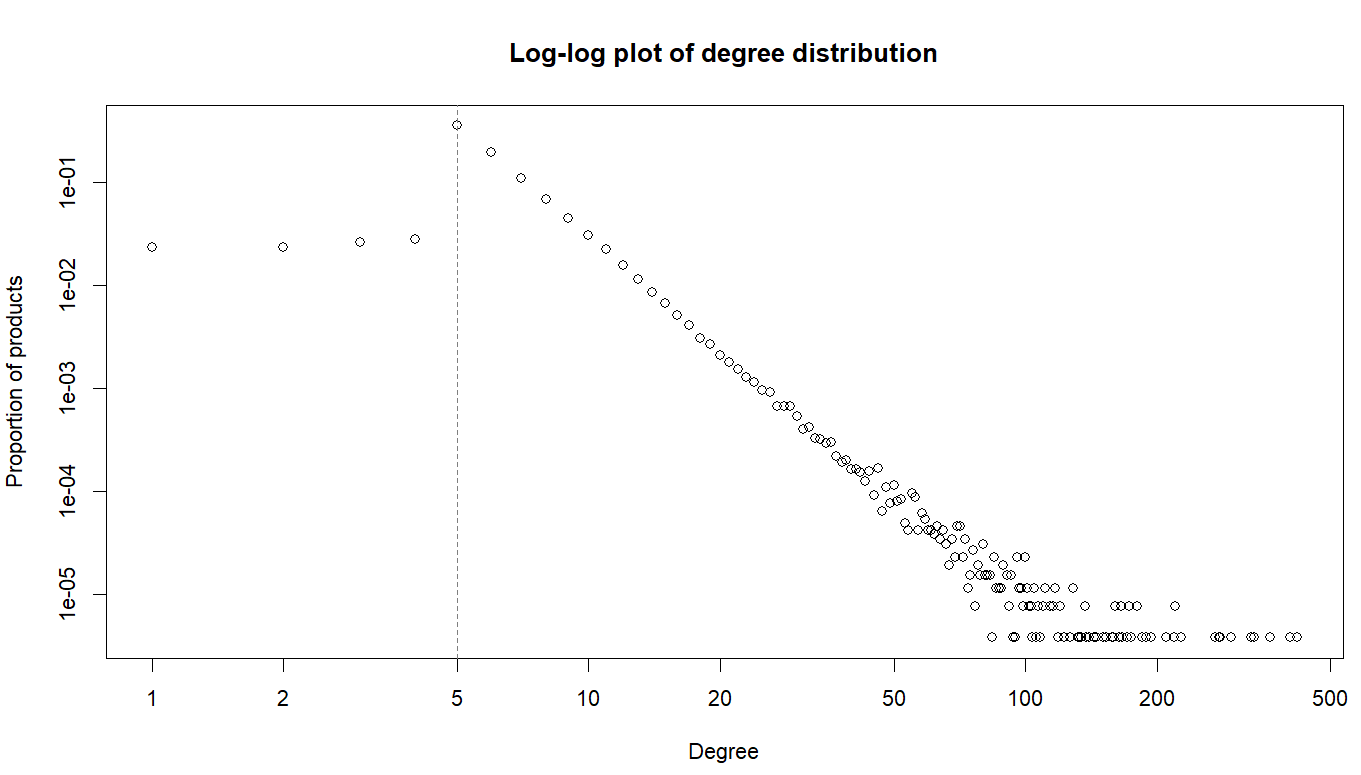 Log-log plot of degree distribution
Proportion of products
1e-01
1e-02
1e-03
1e-04
1e-05
1 2 5 10 20 50 100 200 500
Degree